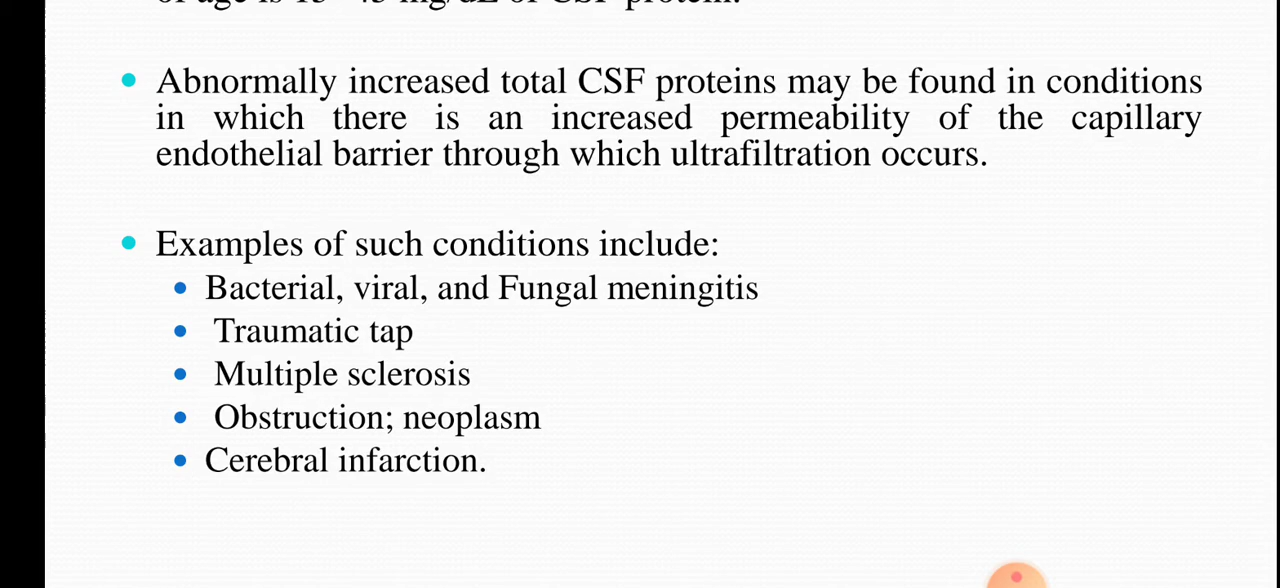 of age is 15–45 mg/dL of CSF protein.
• Abnormally increased total CSF proteins may be found in conditions
in which there is an increased permeability of the capillary
endothelial barrier through which ultrafiltration occurs.
• Examples of such conditions include:
• Bacterial, viral, and Fungal meningitis
• Traumatic tap
• Multiple sclerosis
• Obstruction; neoplasm
• Cerebral infarction.